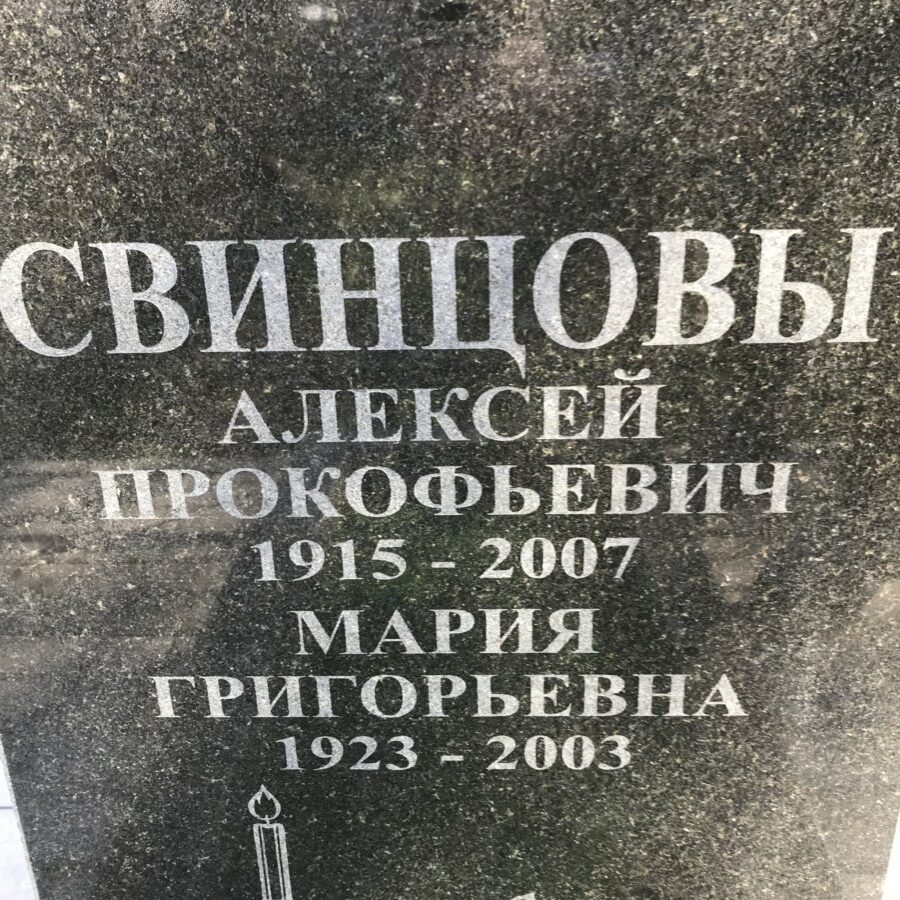 СВИНЦОВЫ
АЛЕКСЕЙ
ПРОКОФЬЕВИЧ
1915 - 2007
МАРИЯ
ГРИГОРЬЕВНА
1923 - 2003